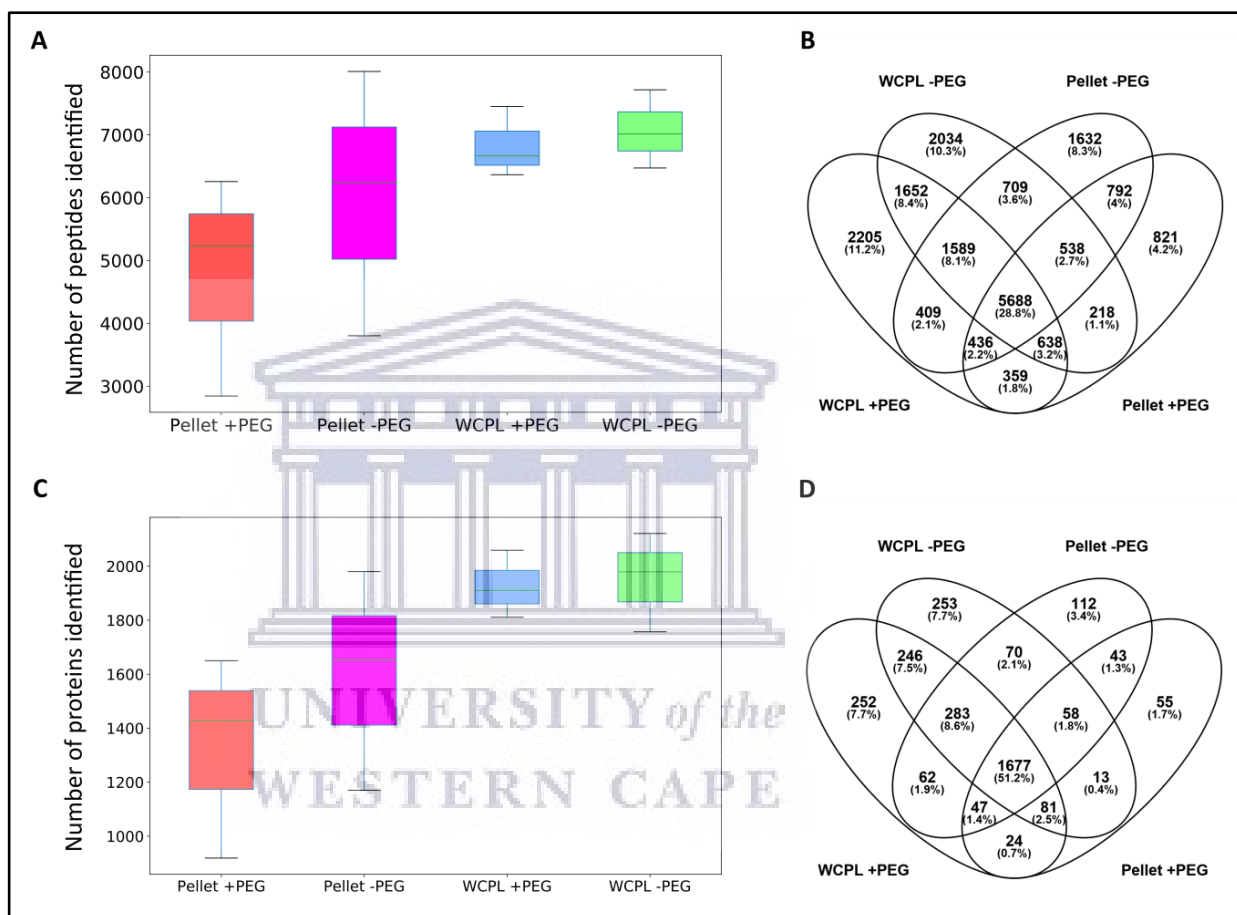 A
Number of peptides identified
8000
7000
6000
5000
4000
3000
Pellet +PEG Pellet -PEG WCPL +PEG WCPL -PEG
B
WCPL -PEG Pellet -PEG
2034 1632
(10.3%) (8.3%)
1652 709 792
(8.4%) (3.6%) (4%)
2205 1589 538 821
(11.2%) (8.1%) (2.7%) (4.2%)
409 5688 218
(2.1%) (28.8%) (1.1%)
436 638
(2.2%) (3.2%)
359
(1.8%)
WCPL +PEG Pellet +PEG
C
Number of proteins identified
2000
1800
1600
1400
1200
1000
UNIVERSITY of the
WESTERN CAPE
Pellet +PEG Pellet -PEG WCPL +PEG WCPL -PEG
D
WCPL -PEG Pellet -PEG
253 112
(7.7%) (3.4%)
246 70 43
(7.5%) (2.1%) (1.3%)
252 283 58 55
(7.7%) (8.6%) (1.8%) (1.7%)
62 1677 13
(1.9%) (51.2%) (0.4%)
47 81
(1.4%) (2.5%)
24
(0.7%)
WCPL +PEG Pellet +PEG